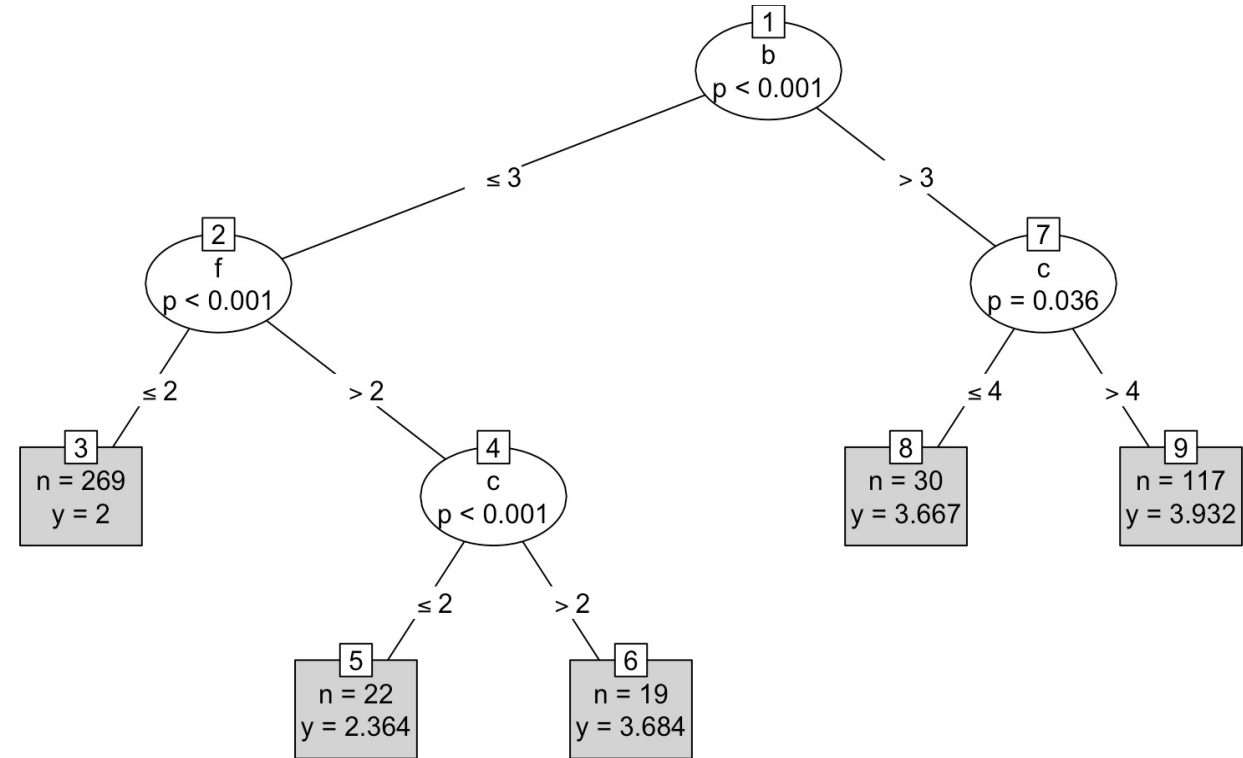 1
b
p < 0.001
≤ 3
> 3
2
f
p < 0.001
7
c
p = 0.036
≤ 2
> 2
≤ 4
> 4
3
n = 269
y = 2
4
c
p < 0.001
8
n = 30
y = 3.667
9
n = 117
y = 3.932
≤ 2
> 2
5
n = 22
y = 2.364
6
n = 19
y = 3.684